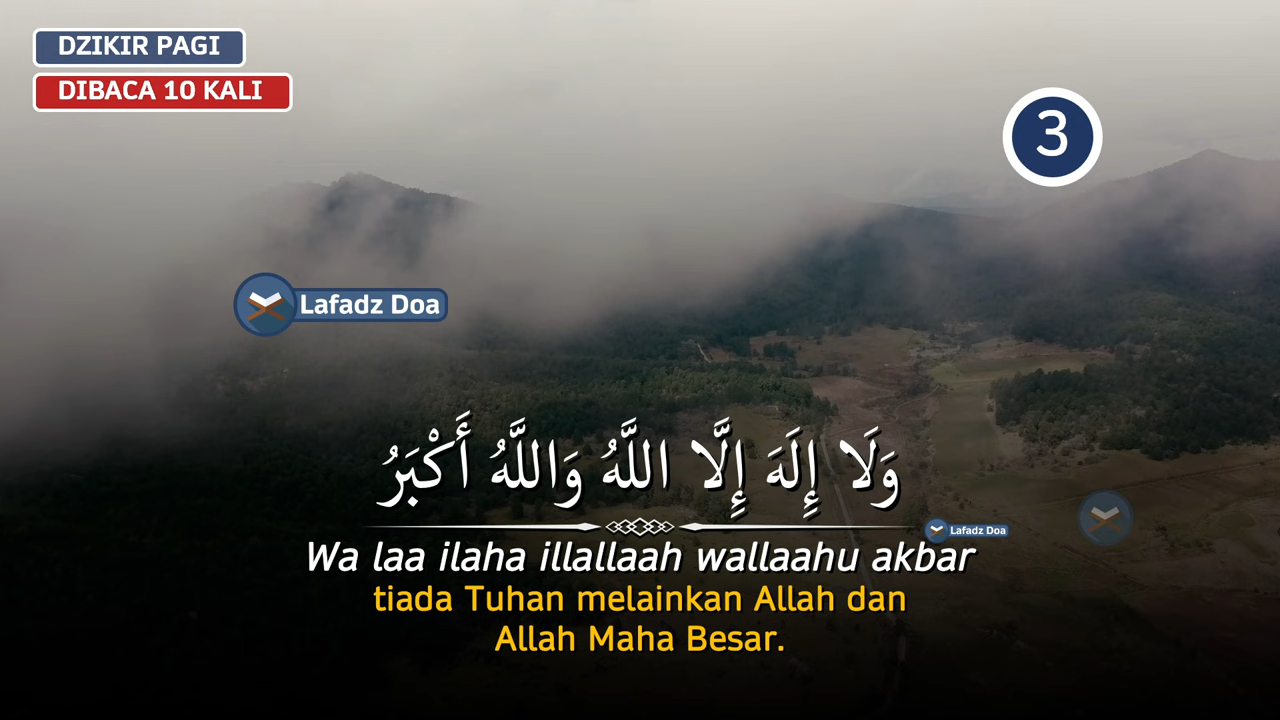 DZIKIR PAGI
DIBACA 10 KALI
3
Lafadz Doa
وَلَا إِلَهَ إِلَّا اللَّهُ وَاللَّهُ أَكْبَرُ
Lafadz Doa
Wa laa ilaha illallaah wallaahu akbar
tiada Tuhan melainkan Allah dan
Allah Maha Besar.